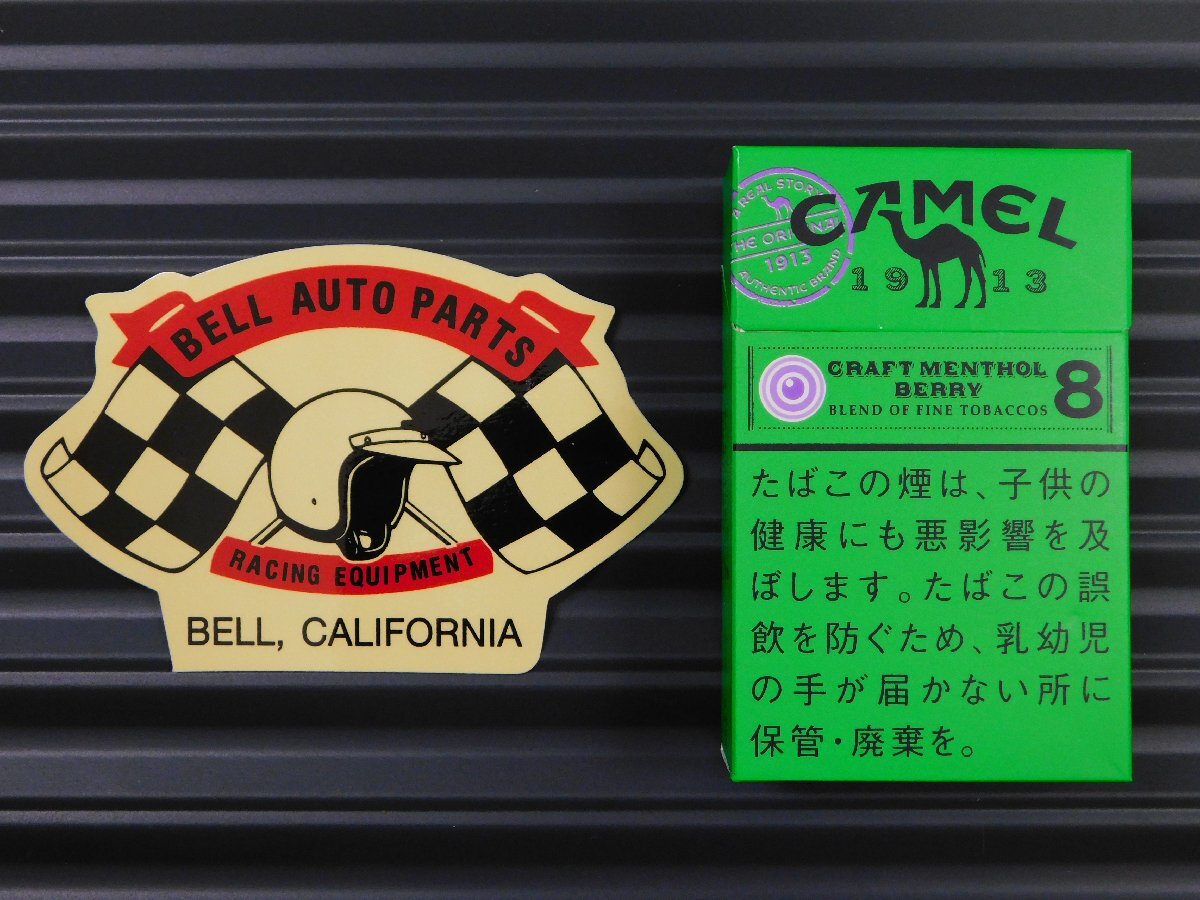 BELL AUTO PARTS
RACING EQUIPMENT
BELL, CALIFORNIA
A REAL STORY
THE ORIGINAL
1913
AUTHENTIC BRAND
CAMEL
1913
CRAFT MENTHOL
BERRY
BLEND OF FINE TOBACCOS
8
たばこの煙は、子供の
健康にも悪影響を及
ぼします。たばこの誤
飲を防ぐため、乳幼児
の手が届かない所に
保管・廃棄を。